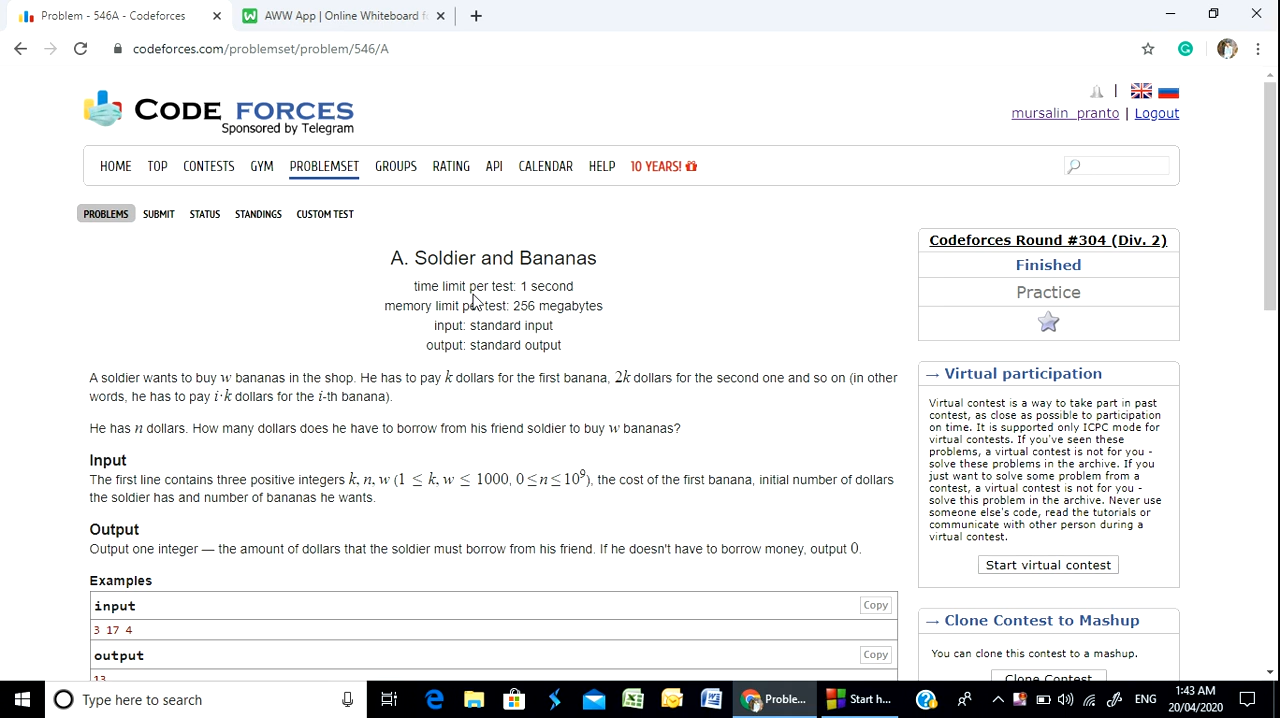 Problem - 546A - Codeforces
AWW App | Online Whiteboard f
codeforces.com/problemset/problem/546/A
CODE FORCES
Sponsored by Telegram
mursalin_pranto | Logout
HOME TOP CONTESTS GYM PROBLEMSET GROUPS RATING API CALENDAR HELP 10 YEARS!
PROBLEMS SUBMIT STATUS STANDINGS CUSTOM TEST
A. Soldier and Bananas
time limit per test: 1 second
memory limit per test: 256 megabytes
input: standard input
output: standard output
A soldier wants to buy w bananas in the shop. He has to pay k dollars for the first banana, 2k dollars for the second one and so on (in other
words, he has to pay i·k dollars for the i-th banana).
He has n dollars. How many dollars does he have to borrow from his friend soldier to buy w bananas?
Input
The first line contains three positive integers k, n, w (1 ≤ k, w ≤ 1000, 0 ≤ n ≤ 10⁹), the cost of the first banana, initial number of dollars
the soldier has and number of bananas he wants.
Output
Output one integer — the amount of dollars that the soldier must borrow from his friend. If he doesn't have to borrow money, output 0.
Examples
input
Copy
3 17 4
output
Copy
13
Codeforces Round #304 (Div. 2)
Finished
Practice
→ Virtual participation
Virtual contest is a way to take part in past
contest, as close as possible to participation
on time. It is supported only ICPC mode for
virtual contests. If you've seen these
problems, a virtual contest is not for you -
solve these problems in the archive. If you
just want to solve some problem from a
contest, a virtual contest is not for you -
solve this problem in the archive. Never use
someone else's code, read the tutorials or
communicate with other person during a
virtual contest.
Start virtual contest
→ Clone Contest to Mashup
You can clone this contest to a mashup.
Clone Contest
Type here to search
Proble...
Start h...
ENG
1:43 AM
20/04/2020